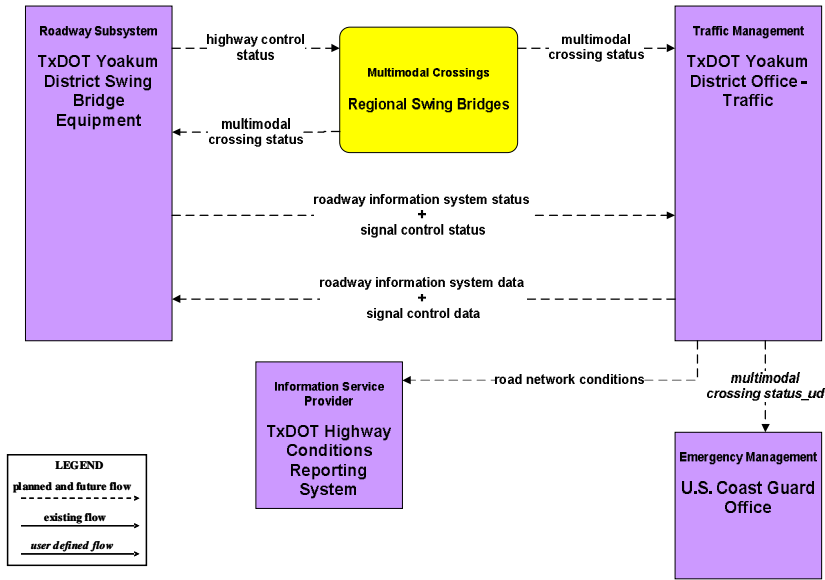 Roadway Subsystem
TxDOT Yoakum
District Swing
Bridge
Equipment
highway control
status
Multimodal Crossings
Regional Swing Bridges
multimodal
crossing status
Traffic Management
TxDOT Yoakum
District Office -
Traffic
multimodal
crossing status
roadway information system status
+
signal control status
roadway information system data
+
signal control data
Information Service
Provider
TxDOT Highway
Conditions
Reporting
System
road network conditions
multimodal
crossing status_ud
Emergency Management
U.S. Coast Guard
Office
LEGEND
planned and future flow
existing flow
user defined flow